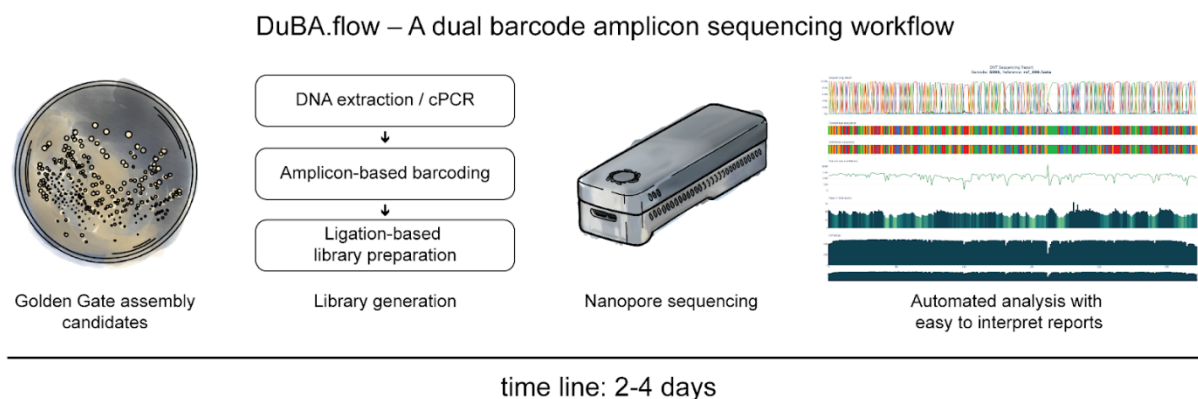 DuBA.flow – A dual barcode amplicon sequencing workflow
DNA extraction / cPCR
Amplicon-based barcoding
Ligation-based
library preparation
Golden Gate assembly
candidates
Library generation
Nanopore sequencing
Automated analysis with
easy to interpret reports
time line: 2-4 days